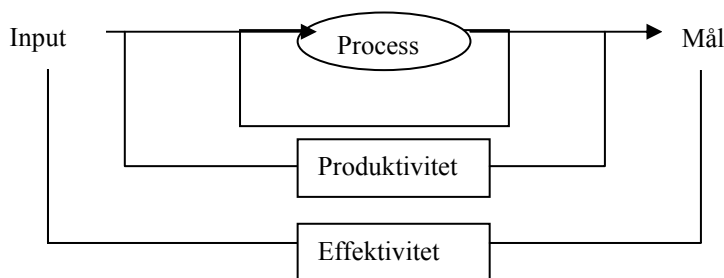 Input
Process
Mål
Produktivitet
Effektivitet